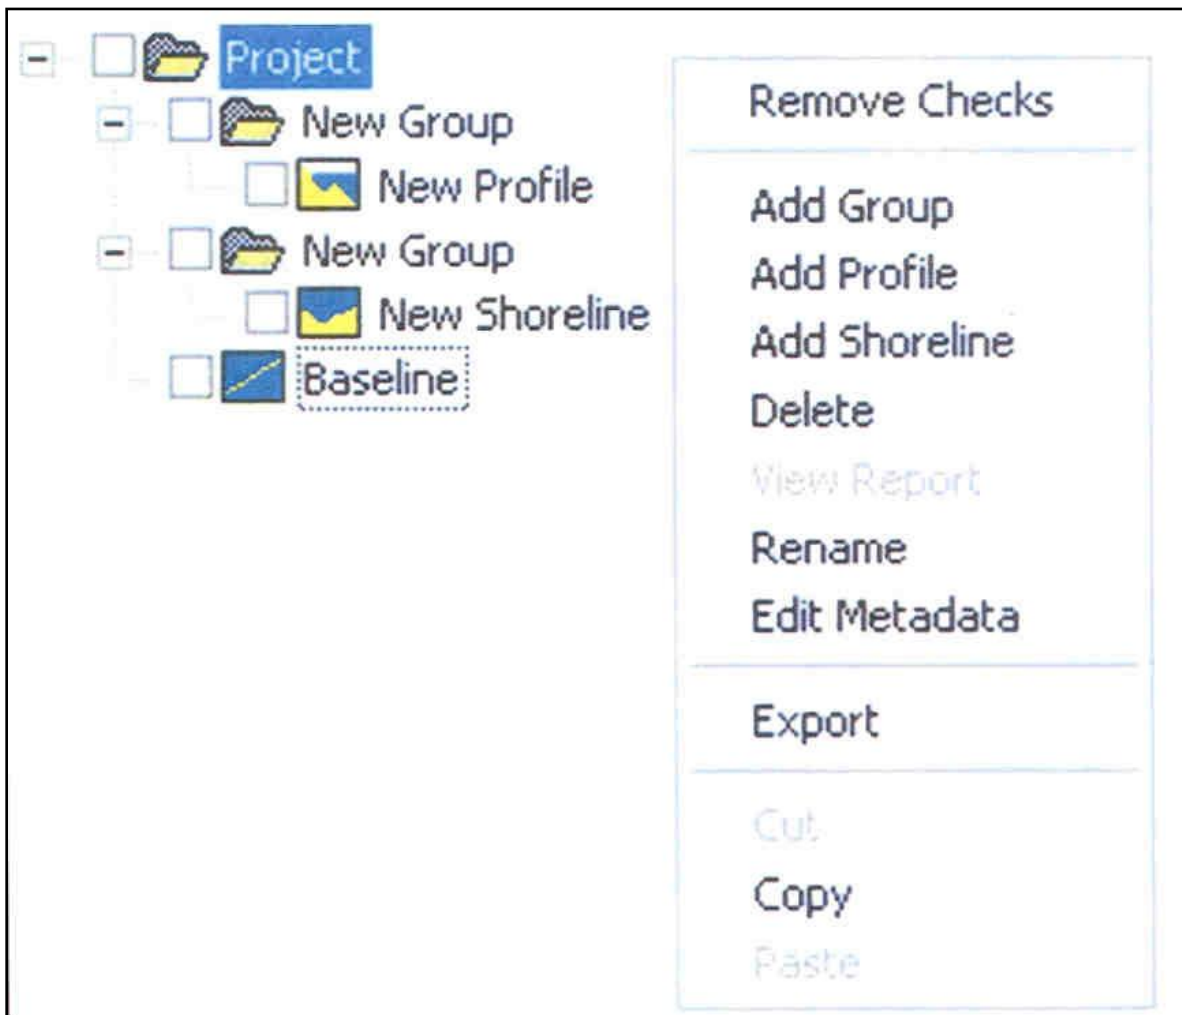 Project
New Group
New Profile
New Group
New Shoreline
Baseline
Remove Checks
Add Group
Add Profile
Add Shoreline
Delete
View Report
Rename
Edit Metadata
Export
Cut
Copy
Paste